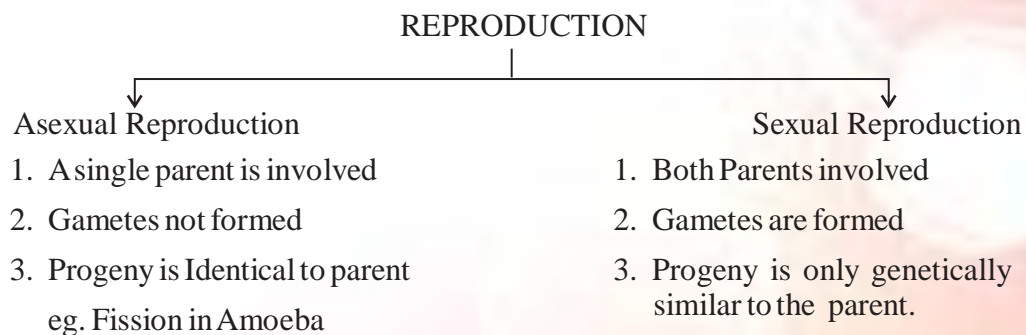 REPRODUCTION
Asexual Reproduction
1. A single parent is involved
2. Gametes not formed
3. Progeny is Identical to parent
eg. Fission in Amoeba
Sexual Reproduction
1. Both Parents involved
2. Gametes are formed
3. Progeny is only genetically
similar to the parent.